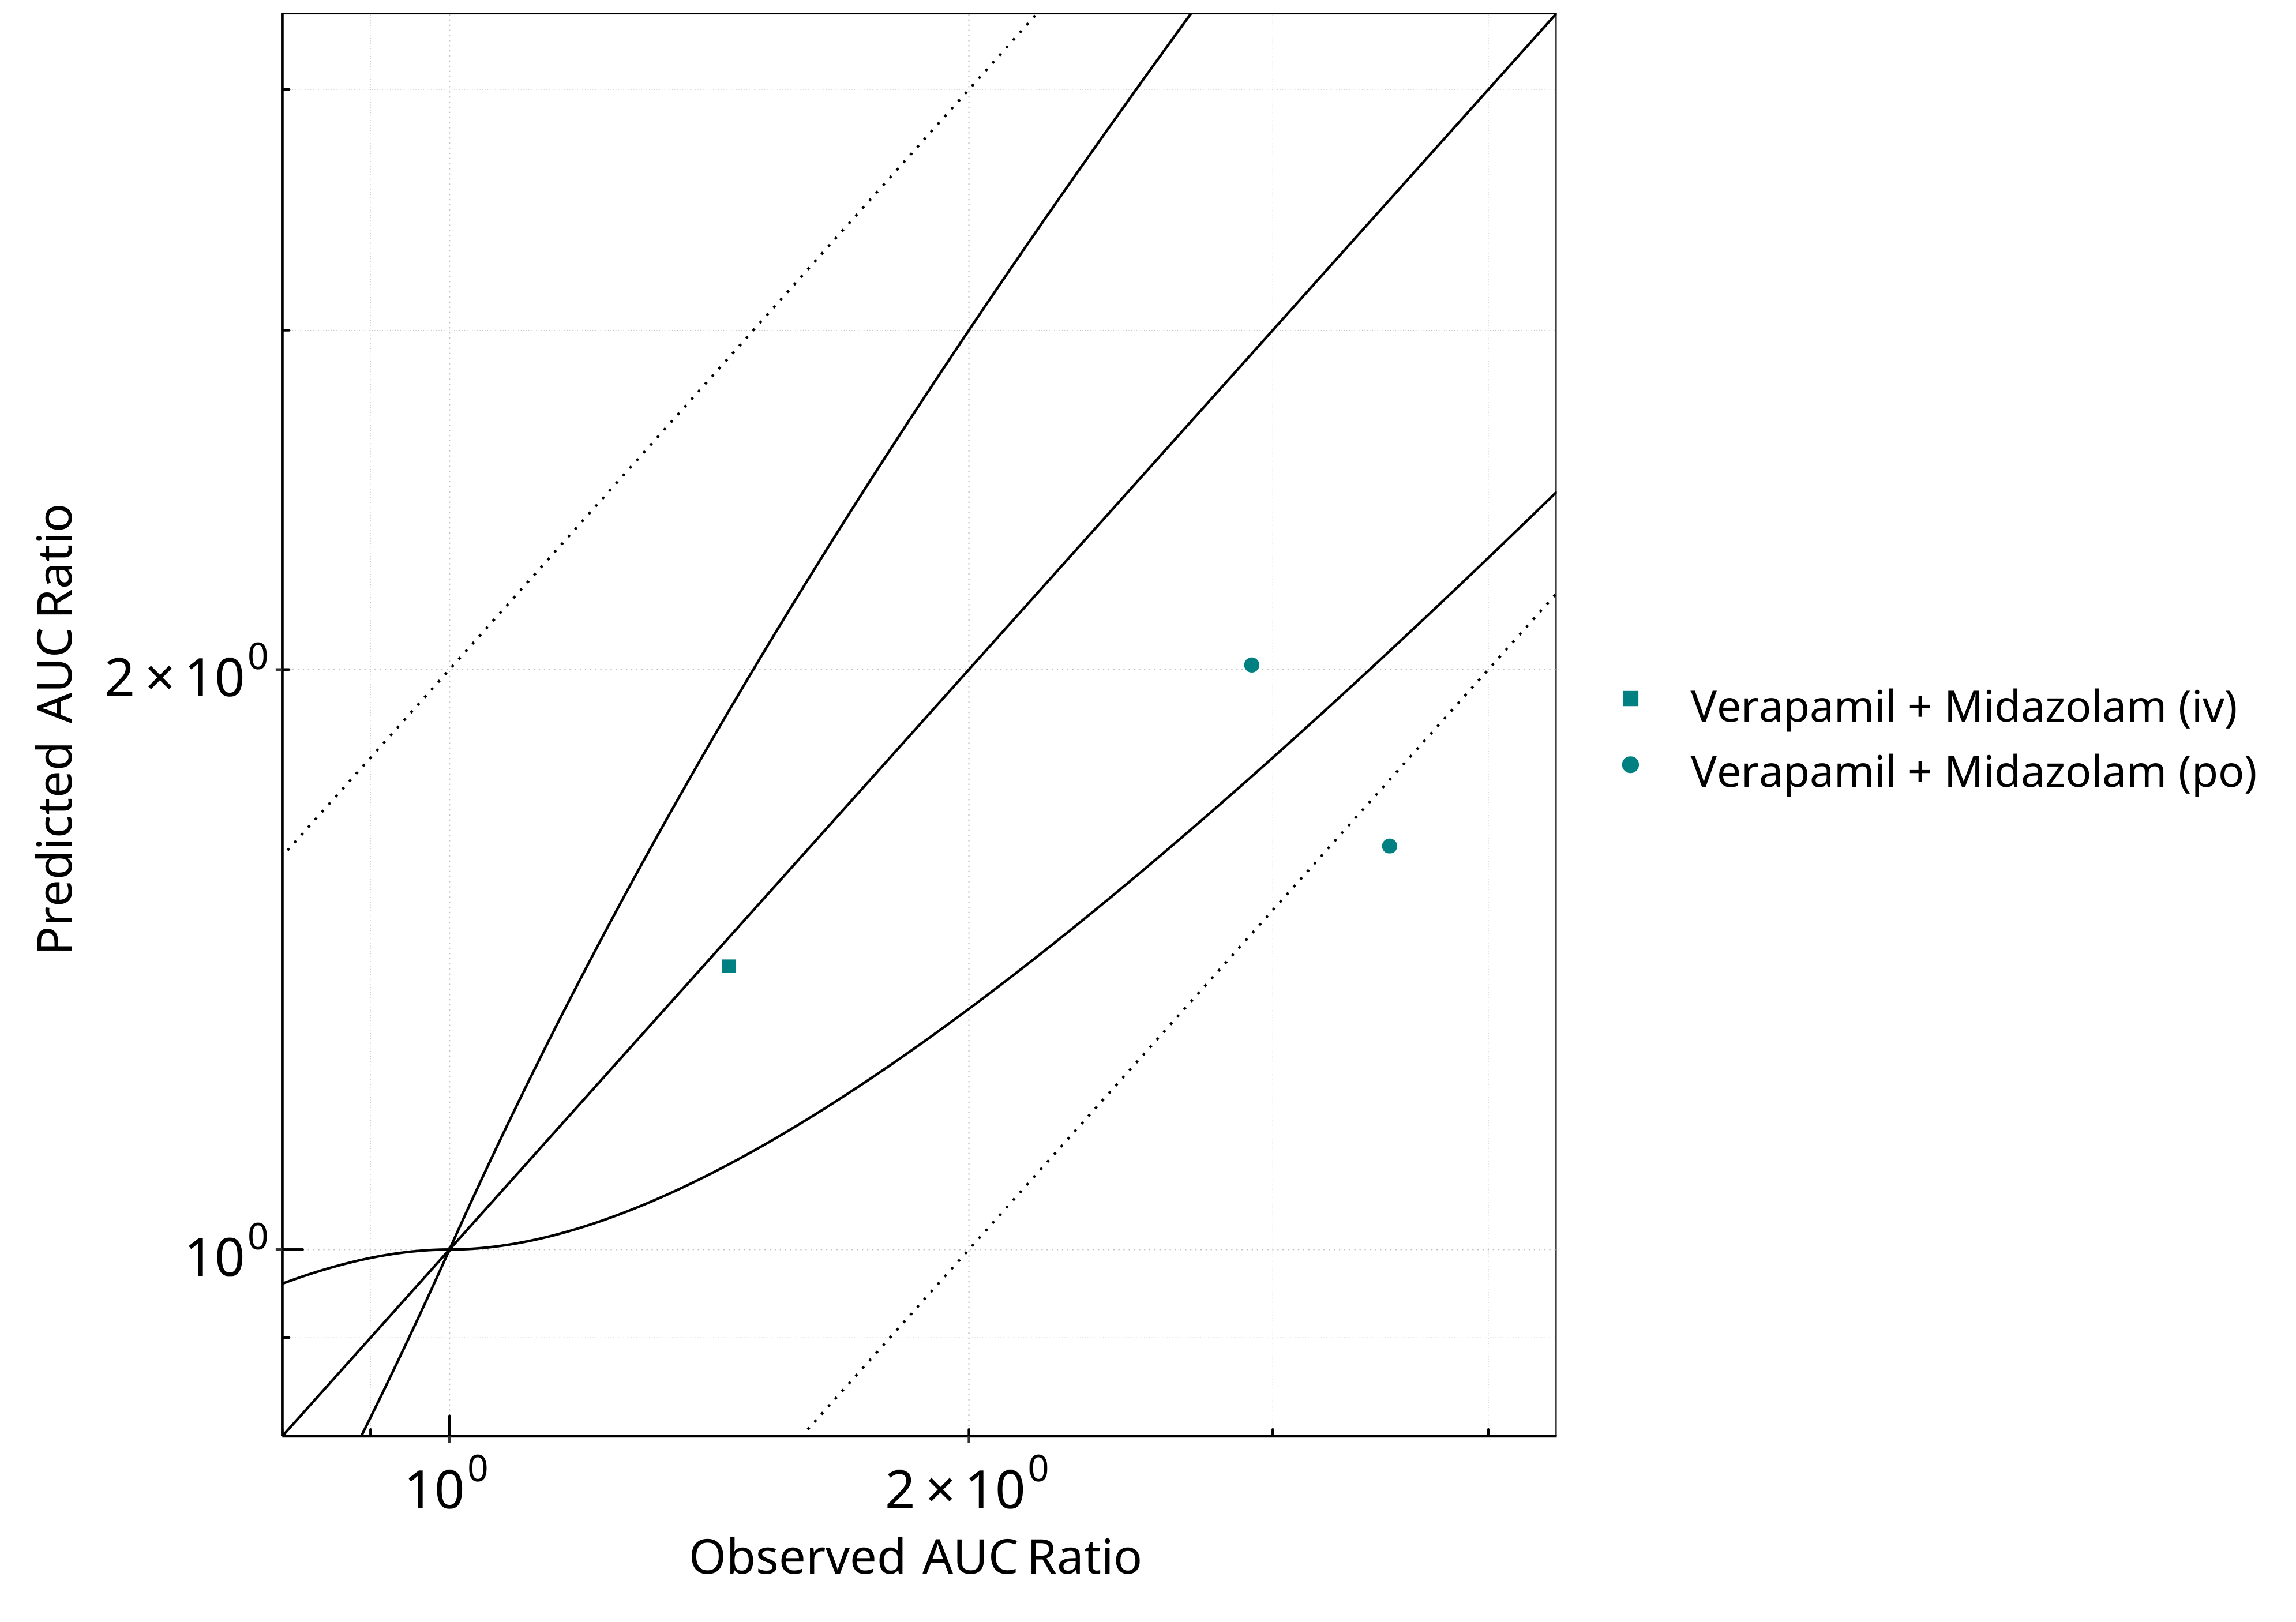 Predicted AUC Ratio
2 × 10⁰
10⁰
10⁰
2 × 10⁰
Observed AUC Ratio
Verapamil + Midazolam (iv)
Verapamil + Midazolam (po)